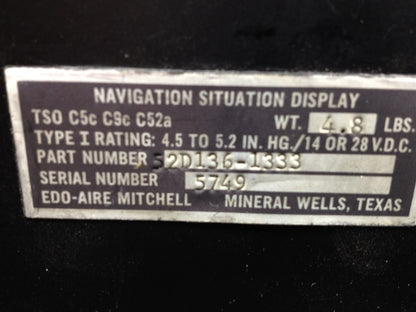 NAVIGATION SITUATION DISPLAY
TSO C5c C9c C52a WT. 4.8 LBS.
TYPE I RATING: 4.5 TO 5.2 IN. HG./14 OR 28 V.D.C.
PART NUMBER 52D136-1333
SERIAL NUMBER 5749
EDO-AIRE MITCHELL MINERAL WELLS, TEXAS